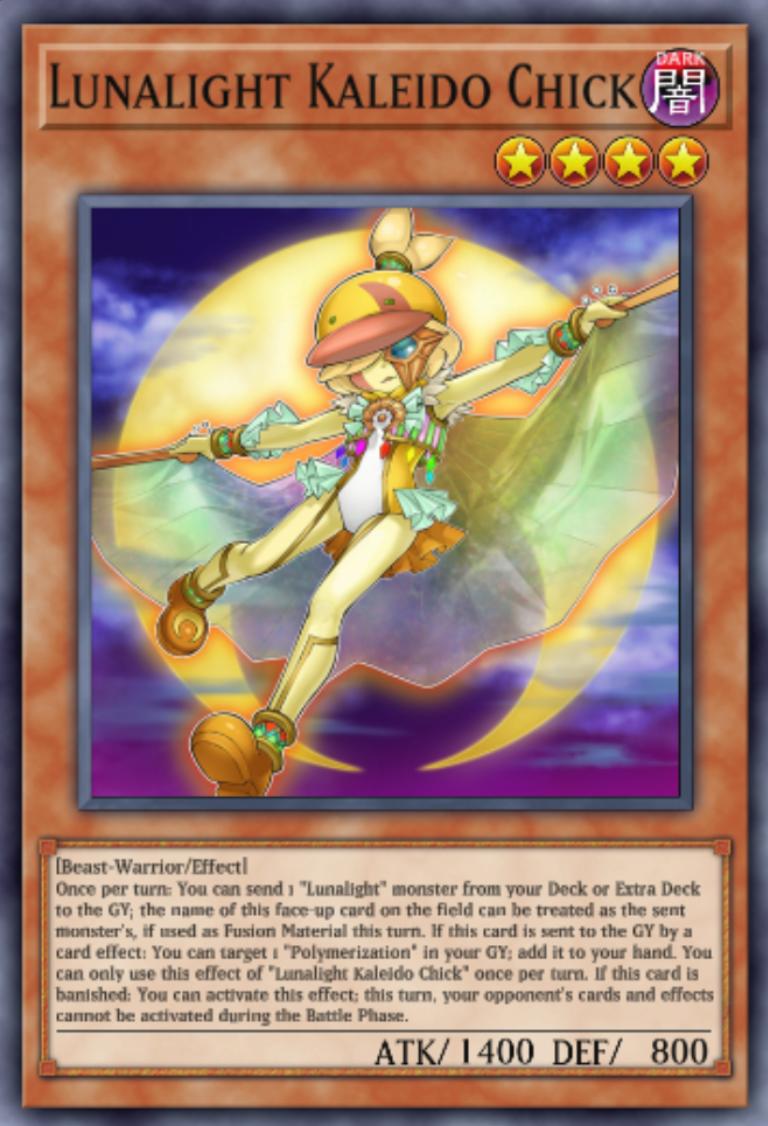 LUNALIGHT KALEIDO CHICK
DARK
闇
[Beast-Warrior/Effect]
Once per turn: You can send 1 "Lunalight" monster from your Deck or Extra Deck
to the GY; the name of this face-up card on the field can be treated as the sent
monster's, if used as Fusion Material this turn. If this card is sent to the GY by a
card effect: You can target 1 "Polymerization" in your GY; add it to your hand. You
can only use this effect of "Lunalight Kaleido Chick" once per turn. If this card is
banished: You can activate this effect; this turn, your opponent's cards and effects
cannot be activated during the Battle Phase.
ATK/ 1400 DEF/ 800